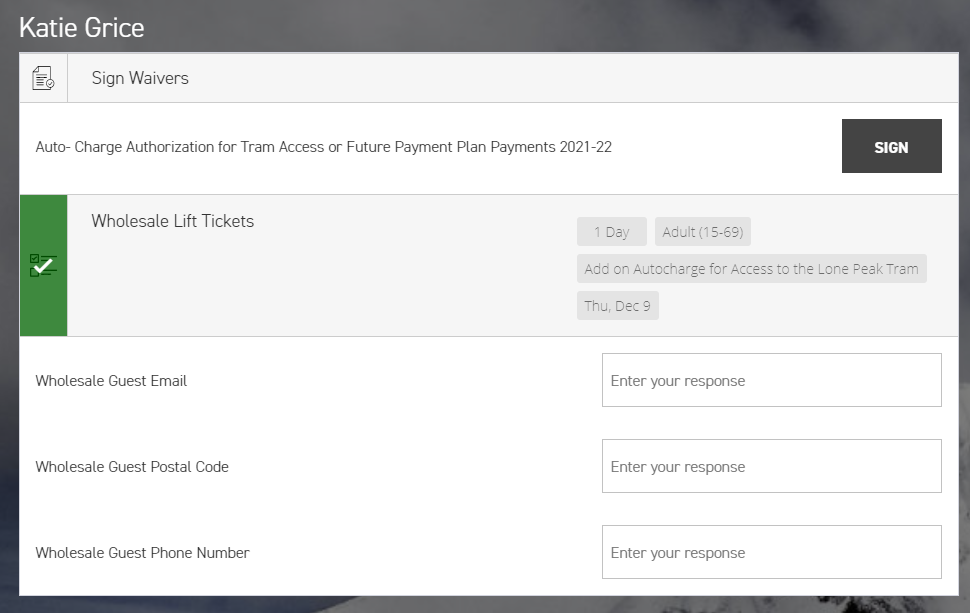 Katie Grice
Sign Waivers
Auto- Charge Authorization for Tram Access or Future Payment Plan Payments 2021-22
SIGN
Wholesale Lift Tickets
1 Day
Adult (15-69)
Add on Autocharge for Access to the Lone Peak Tram
Thu, Dec 9
Wholesale Guest Email
Enter your response
Wholesale Guest Postal Code
Enter your response
Wholesale Guest Phone Number
Enter your response